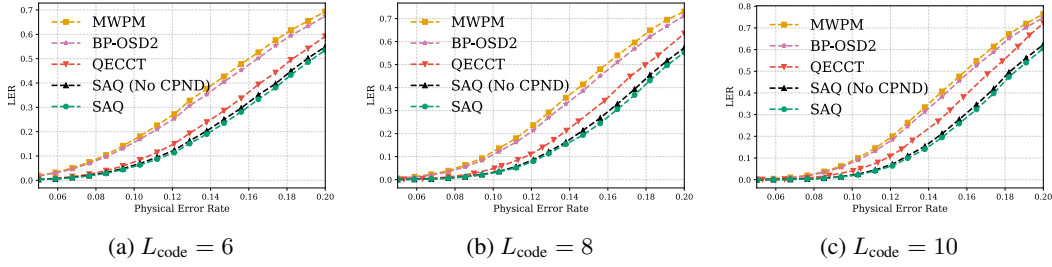 0.7
0.6
0.5
0.4
0.3
0.2
0.1
0.0
LER
MWPM
BP-OSD2
QECCT
SAQ (No CPND)
SAQ
0.06 0.08 0.10 0.12 0.14 0.16 0.18 0.20
Physical Error Rate
(a) L_code = 6
0.7
0.6
0.5
0.4
0.3
0.2
0.1
0.0
LER
MWPM
BP-OSD2
QECCT
SAQ (No CPND)
SAQ
0.06 0.08 0.10 0.12 0.14 0.16 0.18 0.20
Physical Error Rate
(b) L_code = 8
0.8
0.7
0.6
0.5
0.4
0.3
0.2
0.1
0.0
LER
MWPM
BP-OSD2
QECCT
SAQ (No CPND)
SAQ
0.06 0.08 0.10 0.12 0.14 0.16 0.18 0.20
Physical Error Rate
(c) L_code = 10